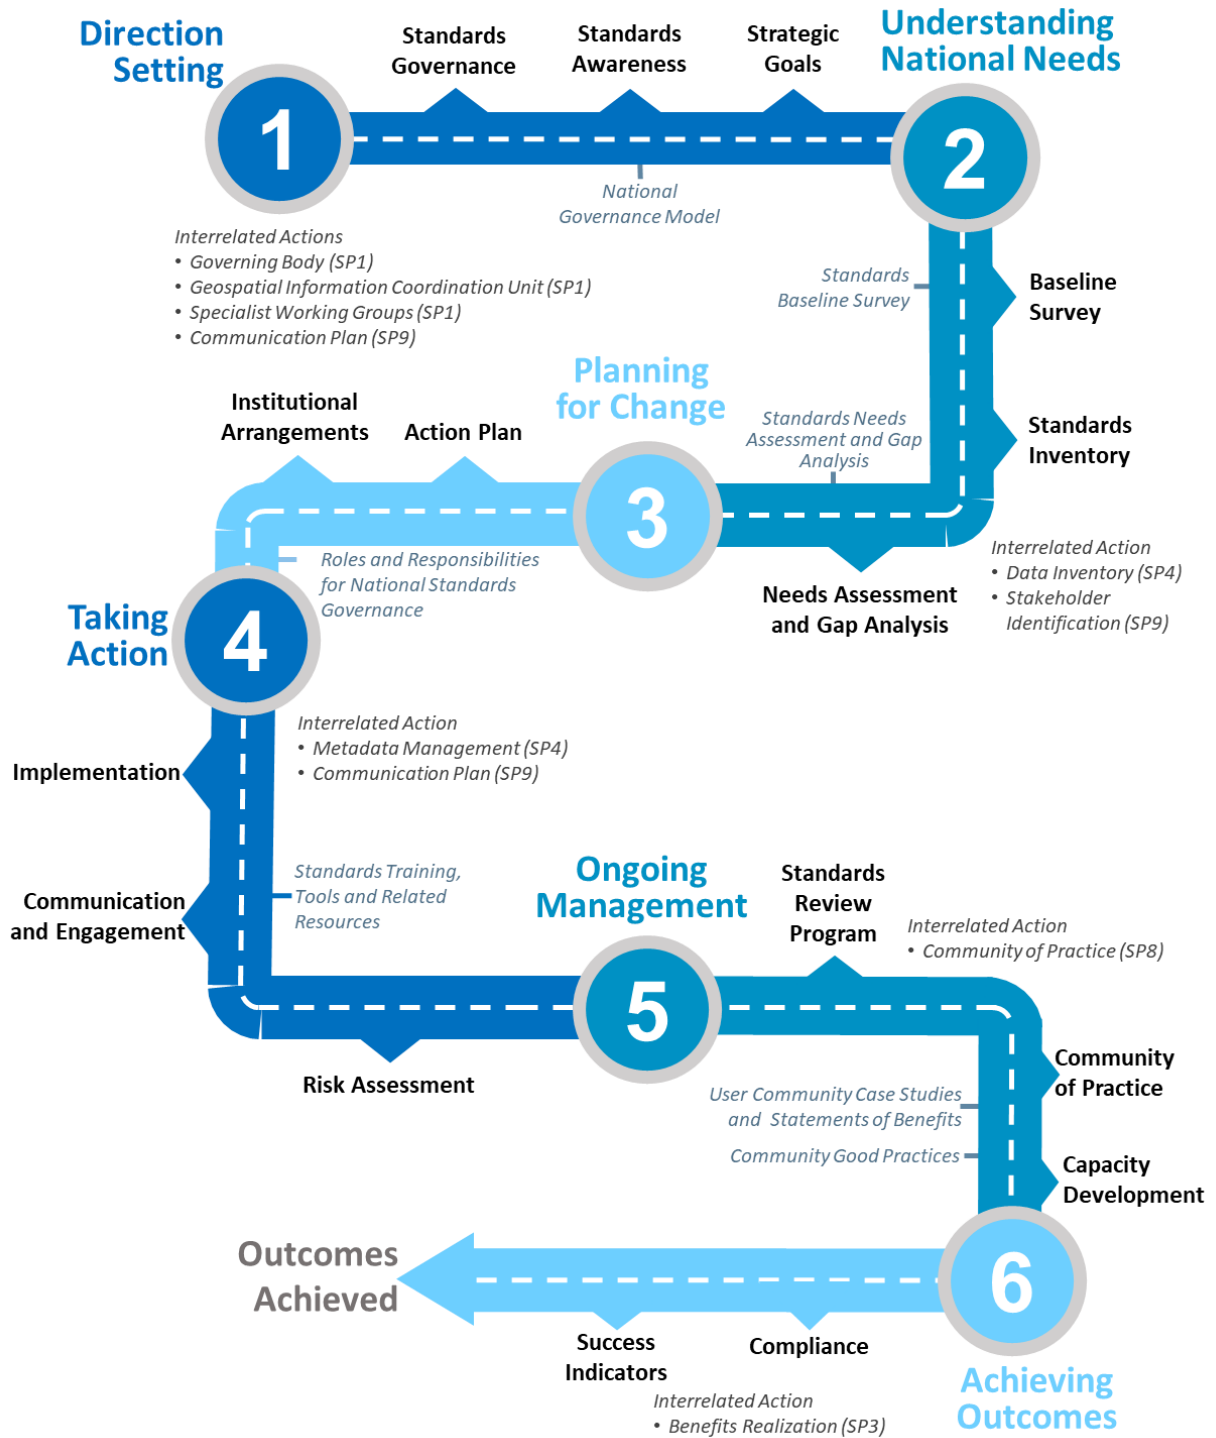 Direction
Setting
1
Standards
Governance
Standards
Awareness
Strategic
Goals
Understanding
National Needs
2
National
Governance Model
Interrelated Actions
• Governing Body (SP1)
• Geospatial Information Coordination Unit (SP1)
• Specialist Working Groups (SP1)
• Communication Plan (SP9)
Standards
Baseline Survey
Baseline
Survey
Standards
Inventory
Standards Needs
Assessment and Gap
Analysis
Needs Assessment
and Gap Analysis
Interrelated Action
• Data Inventory (SP4)
• Stakeholder
Identification (SP9)
Planning
for Change
3
Institutional
Arrangements
Action Plan
Roles and Responsibilities
for National Standards
Governance
Taking
Action
4
Interrelated Action
• Metadata Management (SP4)
• Communication Plan (SP9)
Implementation
Communication
and Engagement
Standards Training,
Tools and Related
Resources
Risk Assessment
Ongoing
Management
5
Standards
Review
Program
Interrelated Action
• Community of Practice (SP8)
Community
of Practice
User Community Case Studies
and Statements of Benefits
Community Good Practices
Capacity
Development
6
Achieving
Outcomes
Compliance
Success
Indicators
Interrelated Action
• Benefits Realization (SP3)
Outcomes
Achieved